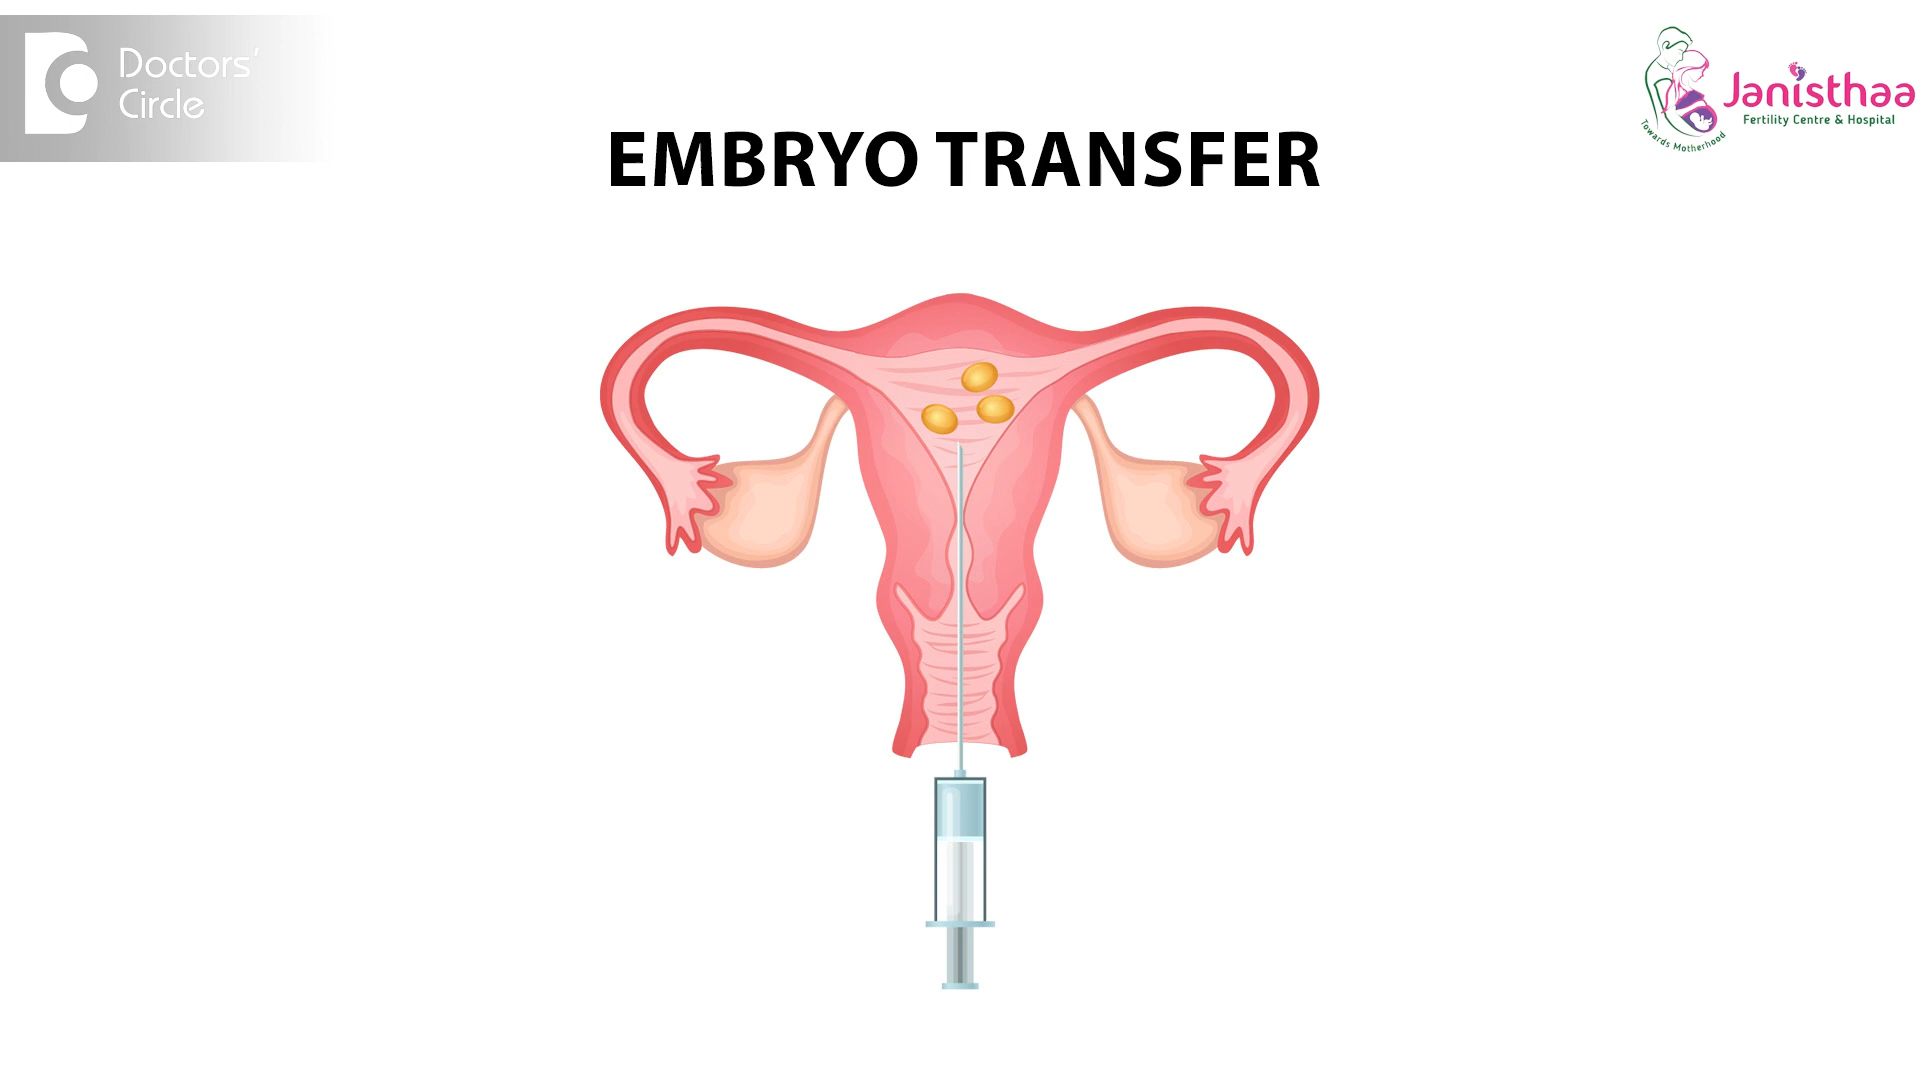 Doctors'
Circle
EMBRYO TRANSFER
Janisthaa
Fertility Centre & Hospital
Towards Motherhood